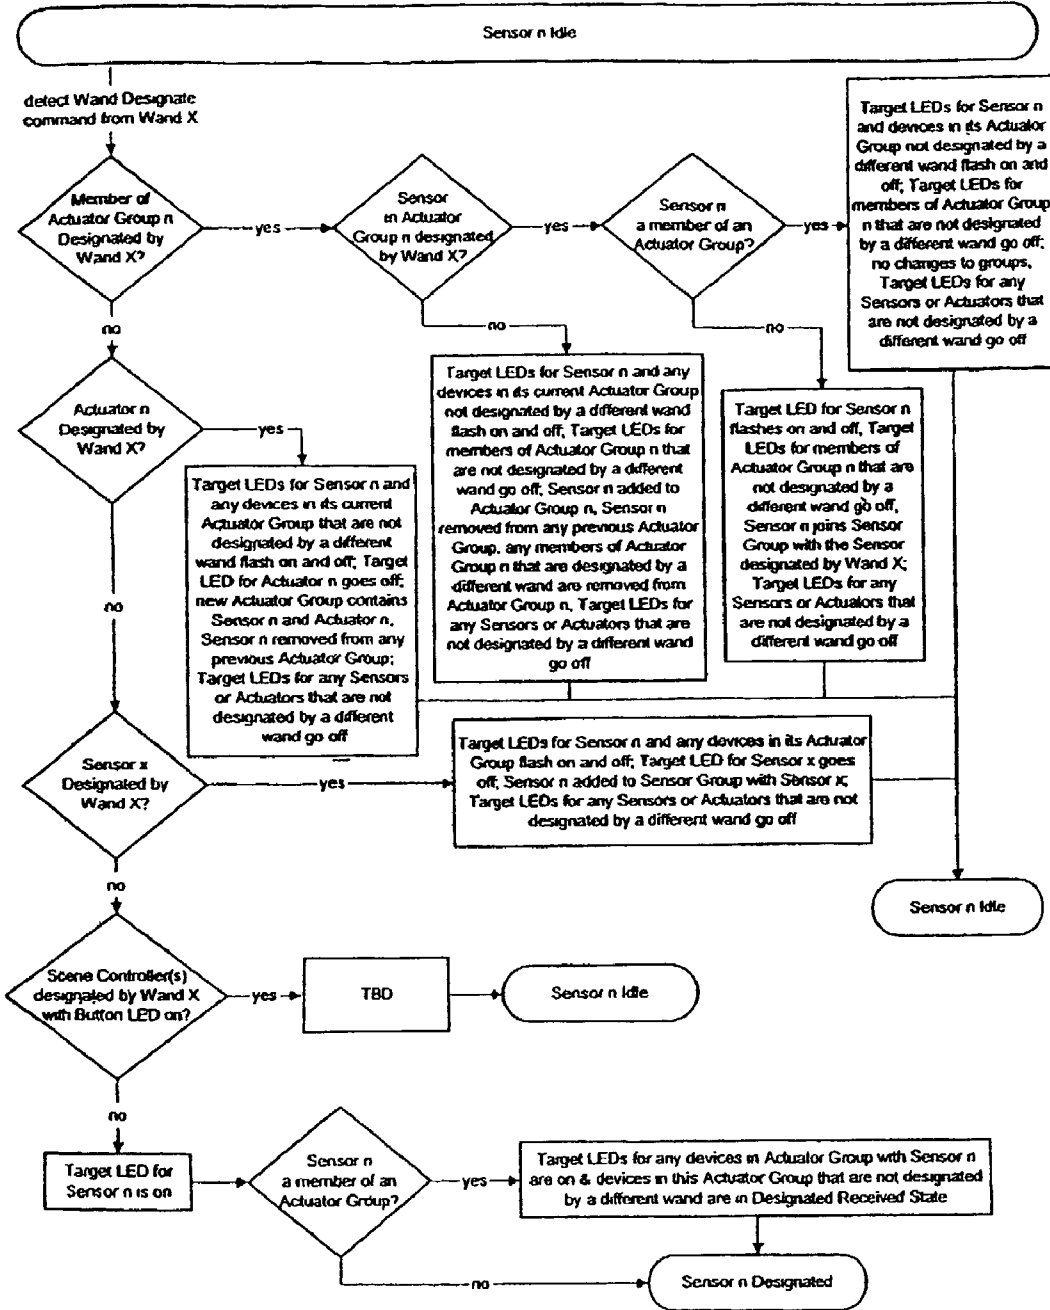 Sensor n Idle
detect Wand Designate
command from Wand X
Member of
Actuator Group n
Designated by
Wand X?
yes
Sensor
in Actuator
Group n designated
by Wand X?
yes
Sensor n
a member of an
Actuator Group?
yes
Target LEDs for Sensor n
and devices in its Actuator
Group not designated by a
different wand flash on and
off; Target LEDs for
members of Actuator Group
n that are not designated
by a different wand go off;
no changes to groups,
Target LEDs for any
Sensors or Actuators that
are not designated by a
different wand go off
no
no
no
Actuator n
Designated by
Wand X?
yes
Target LEDs for Sensor n and
any devices in its current
Actuator Group that are not
designated by a different
wand flash on and off; Target
LED for Actuator n goes off;
new Actuator Group contains
Sensor n and Actuator n,
Sensor n removed from any
previous Actuator Group;
Target LEDs for any Sensors
or Actuators that are not
designated by a different
wand go off
Target LEDs for Sensor n and any
devices in its current Actuator Group
not designated by a different wand
flash on and off, Target LEDs for
members of Actuator Group n that
are not designated by a different
wand go off; Sensor n added to
Actuator Group n, Sensor n
removed from any previous Actuator
Group, any members of Actuator
Group n that are designated by a
different wand are removed from
Actuator Group n, Target LEDs for
any Sensors or Actuators that are
not designated by a different wand
go off
Target LED for Sensor n
flashes on and off, Target
LEDs for members of
Actuator Group n that are
not designated by a
different wand go off,
Sensor n joins Sensor
Group with the Sensor
designated by Wand X;
Target LEDs for any
Sensors or Actuators that
are not designated by a
different wand go off
no
Sensor x
Designated by
Wand X?
yes
Target LEDs for Sensor n and any devices in its Actuator
Group flash on and off; Target LED for Sensor x goes
off; Sensor n added to Sensor Group with Sensor x;
Target LEDs for any Sensors or Actuators that are not
designated by a different wand go off
no
Sensor n Idle
Scene Controller(s)
designated by Wand X
with Button LED on?
yes
TBD
Sensor n Idle
no
Target LED for
Sensor n is on
Sensor n
a member of an
Actuator Group?
yes
Target LEDs for any devices in Actuator Group with Sensor n
are on & devices in this Actuator Group that are not designated
by a different wand are in Designated Received State
no
Sensor n Designated